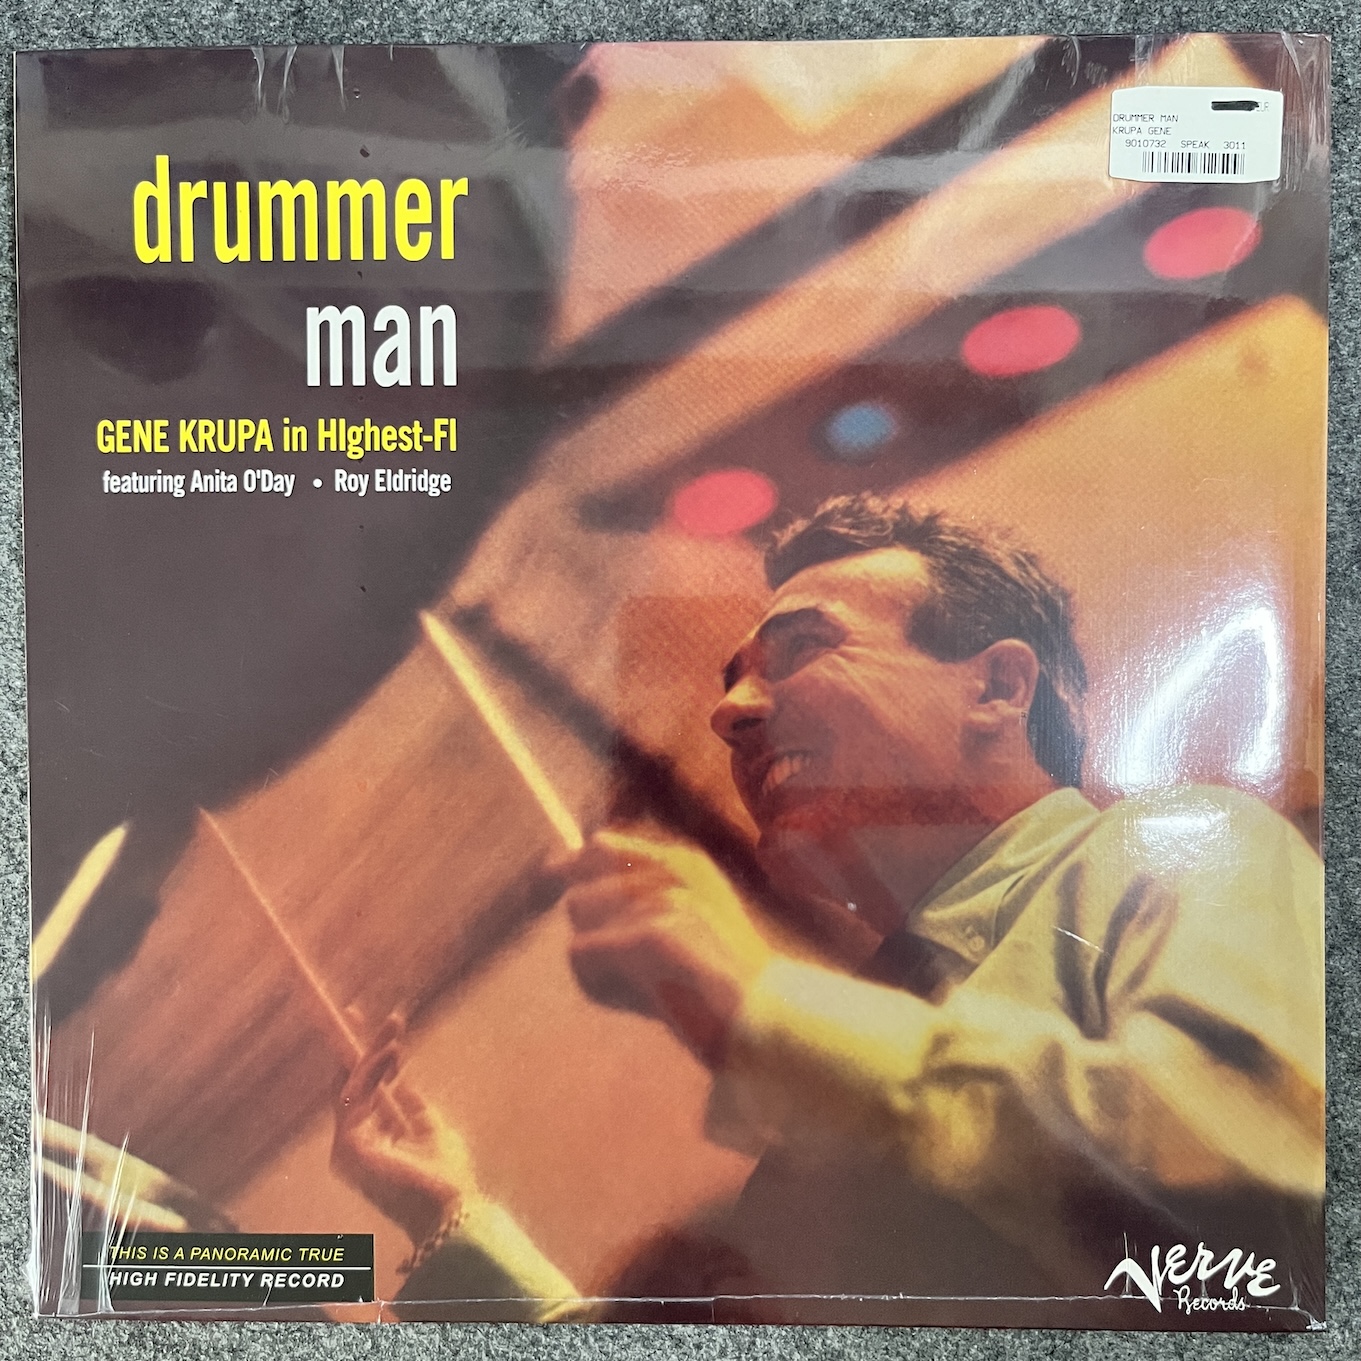 drummer
man
GENE KRUPA in HIghest-FI
featuring Anita O'Day • Roy Eldridge
DRUMMER MAN
KRUPA GENE
9010732 SPEAK 3011
THIS IS A PANORAMIC TRUE
HIGH FIDELITY RECORD
Verve
Records